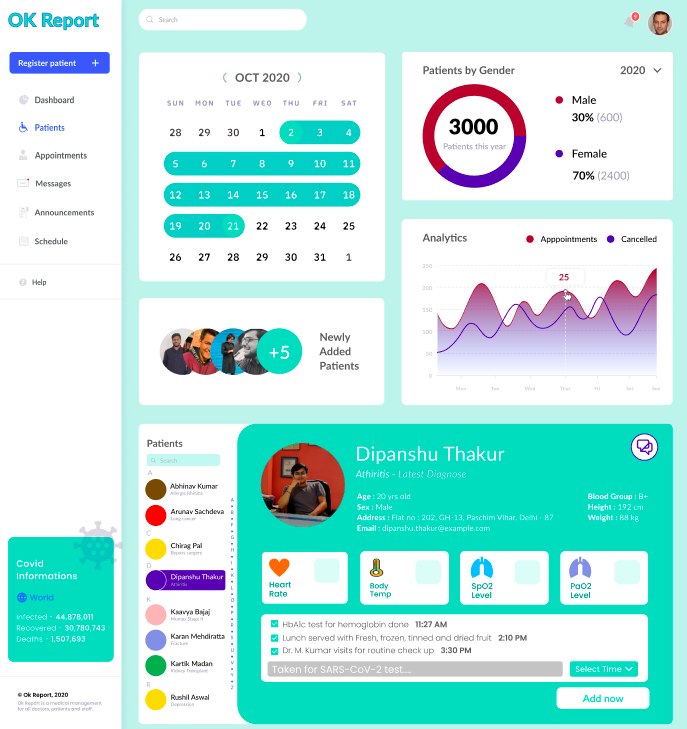 OK Report
Search
9
Register patient +
Dashboard
Patients
Appointments
Messages
Announcements
Schedule
Help
Covid
Informations
World
Infected - 44,878,011
Recovered - 30,780,743
Deaths - 1,507,693
© Ok Report, 2020
Ok Report is a medical management
for all doctors, patients and staff.
( OCT 2020 )
SUN MON TUE WED THU FRI SAT
28 29 30 1 2 3 4
5 6 7 8 9 10 11
12 13 14 15 16 17 18
19 20 21 22 23 24 25
26 27 28 29 30 31 1
Patients by Gender 2020
3000
Patients this year
Male
30% (600)
Female
70% (2400)
Analytics Apppointments Cancelled
25
250
200
150
100
50
0
Mon Tue Wed Thur Fri Sat Sun
+5
Newly
Added
Patients
Patients
Search
A
Abhinav Kumar
Allergic Rhinitis
Arunav Sachdeva
Lung cancer
C
Chirag Pal
Bypass surgery
D
Dipanshu Thakur
Athiritis
K
Kaavya Bajaj
Karan Mehdiratta
Fracture
Kartik Madan
Kidney Transplant
R
Rushil Aswal
Depression
Dipanshu Thakur
Athiritis - Latest Diagnose
Age : 20 yrs old
Sex : Male
Address : Flat no : 202, GH-13, Paschim Vihar, Delhi - 87
Email : dipanshu.thakur@example.com
Blood Group : B+
Height : 192 cm
Weight : 88 kg
Heart
Rate
Body
Temp
SpO2
Level
PaO2
Level
HbAlc test for hemoglobin done 11:27 AM
Lunch served with Fresh, frozen, tinned and dried fruit 2:10 PM
Dr. M. Kumar visits for routine check up 3:30 PM
Taken for SARS-CoV-2 test.... Select Time
Add now